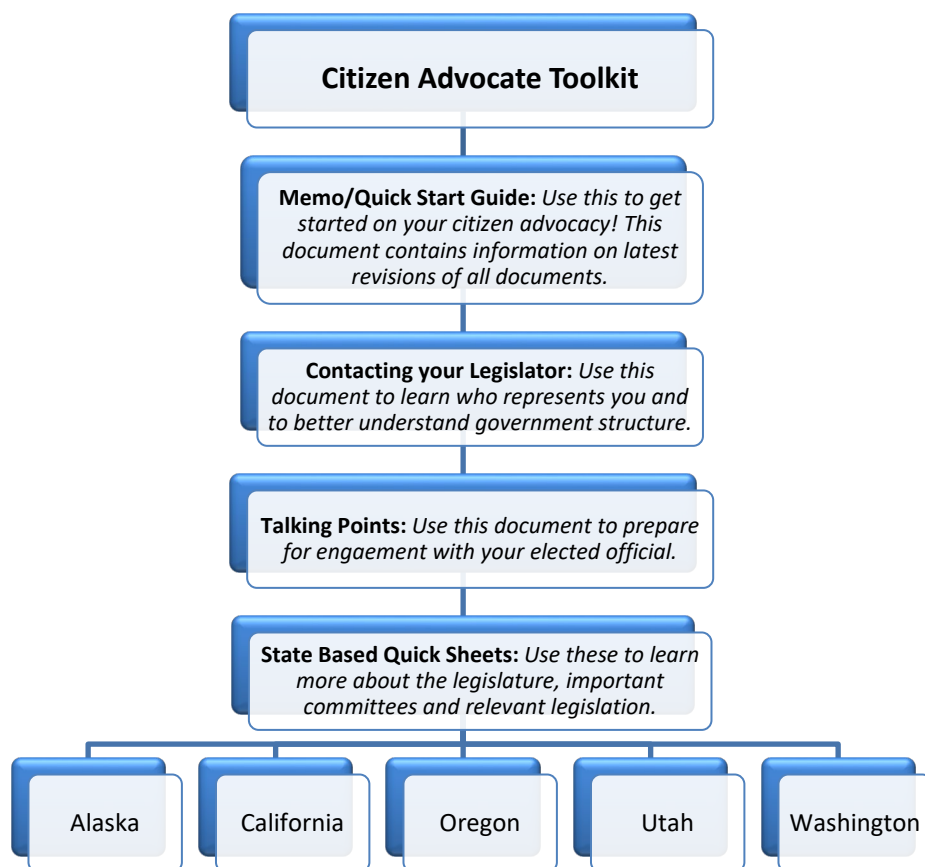 Citizen Advocate Toolkit
Memo/Quick Start Guide: Use this to get
started on your citizen advocacy! This
document contains information on latest
revisions of all documents.
Contacting your Legislator: Use this
document to learn who represents you and
to better understand government structure.
Talking Points: Use this document to prepare
for engaement with your elected official.
State Based Quick Sheets: Use these to learn
more about the legislature, important
committees and relevant legislation.
Alaska
California
Oregon
Utah
Washington